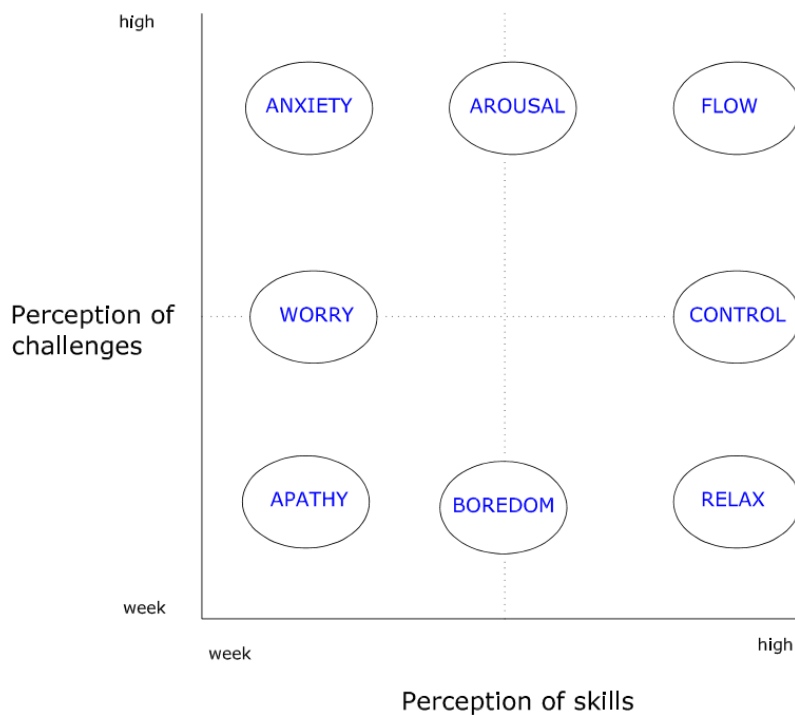 high
ANXIETY
AROUSAL
FLOW
Perception of
challenges
WORRY
CONTROL
APATHY
BOREDOM
RELAX
week
week
high
Perception of skills